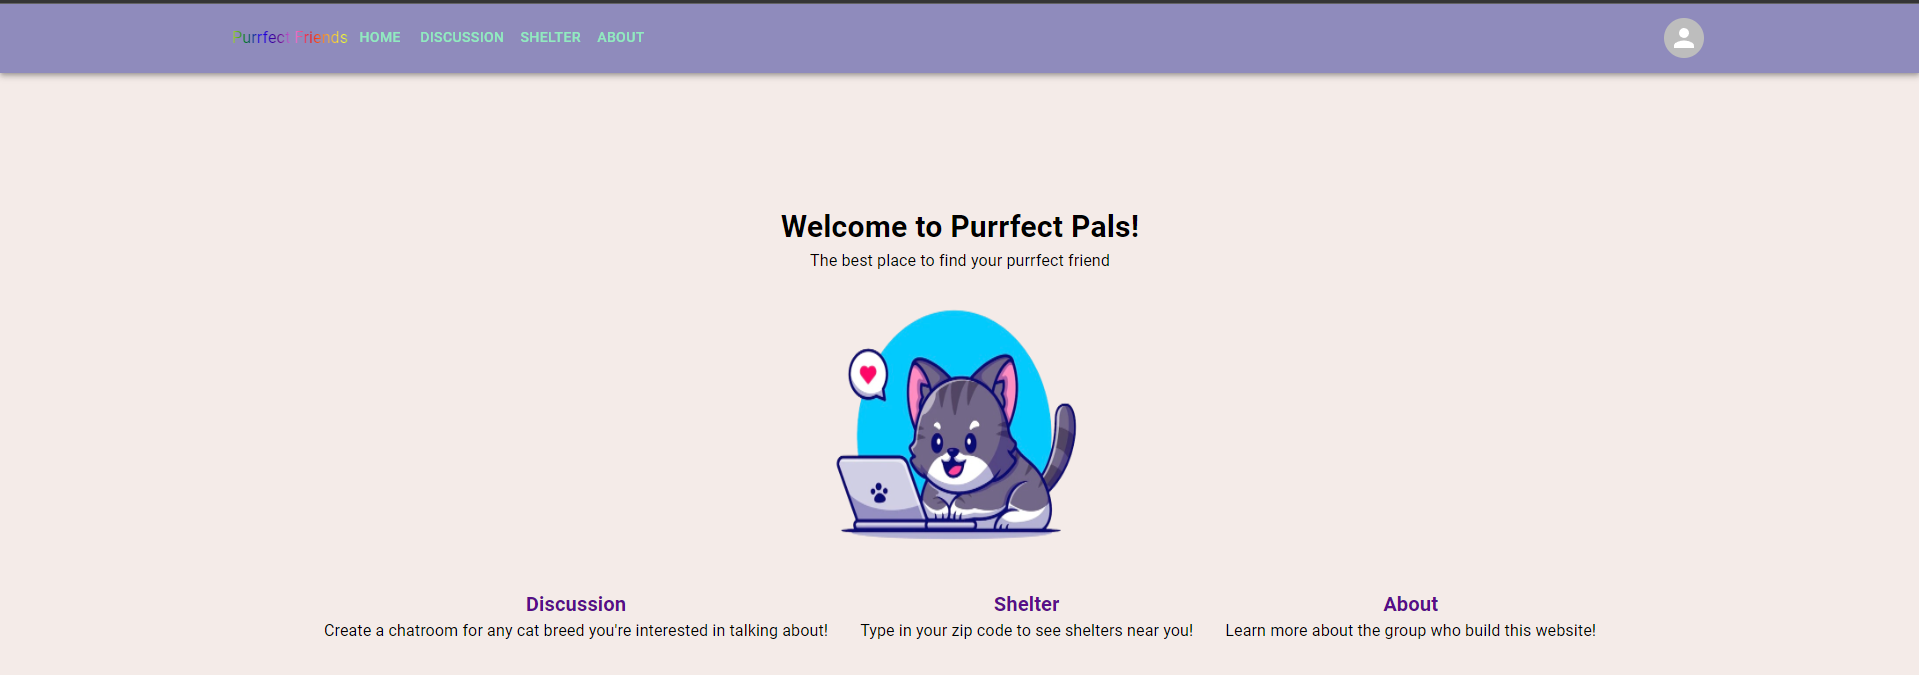 Purrfect Friends HOME DISCUSSION SHELTER ABOUT
Welcome to Purrfect Pals!
The best place to find your purrfect friend
Discussion Shelter About
Create a chatroom for any cat breed you're interested in talking about! Type in your zip code to see shelters near you! Learn more about the group who build this website!